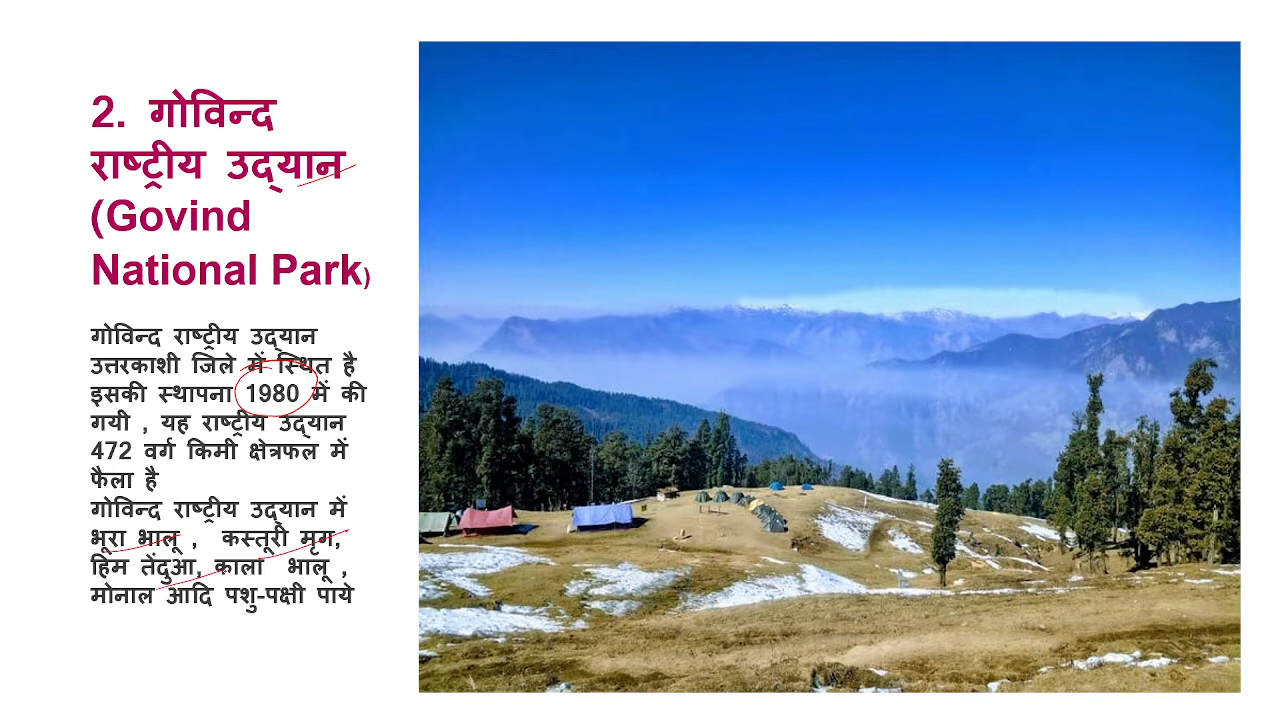 2. गोविन्द
राष्ट्रीय उद्यान
(Govind
National Park)
गोविन्द राष्ट्रीय उद्यान
उत्तरकाशी जिले में स्थित है
इसकी स्थापना 1980 में की
गयी , यह राष्ट्रीय उद्यान
472 वर्ग किमी क्षेत्रफल में
फैला है
गोविन्द राष्ट्रीय उद्यान में
भूरा भालू , कस्तूरी मृग,
हिम तेंदुआ, काला भालू ,
मोनाल आदि पशु-पक्षी पाये